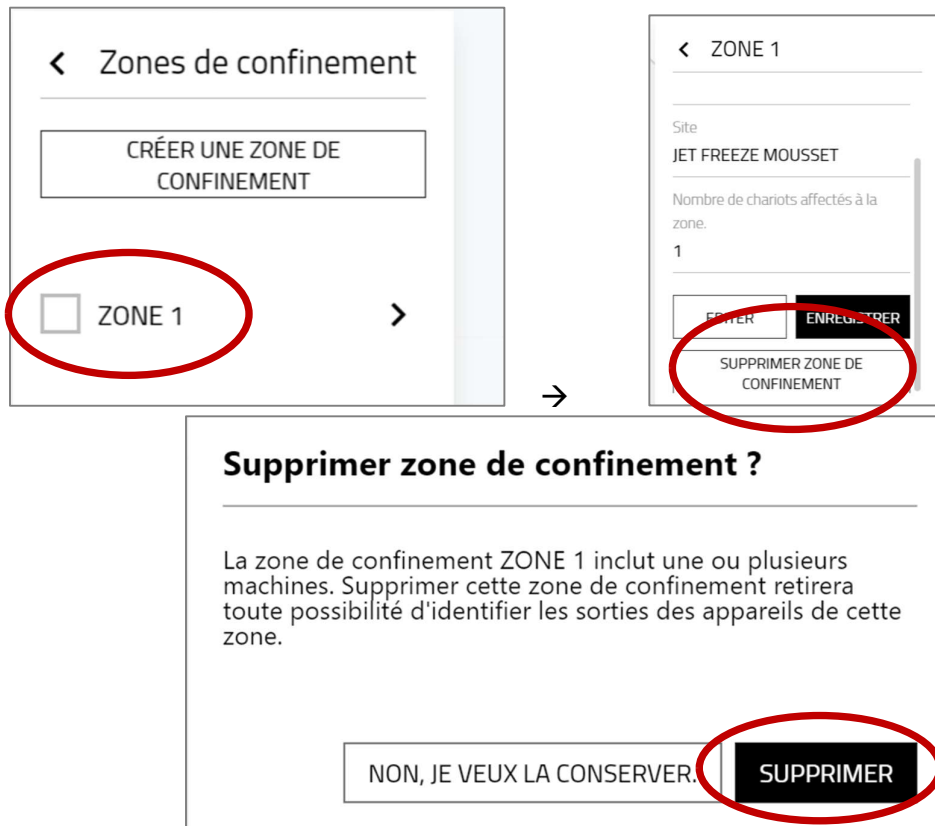 Zones de confinement
CRÉER UNE ZONE DE
CONFINEMENT
ZONE 1
→
ZONE 1
Site
JET FREEZE MOUSSET
Nombre de chariots affectés à la
zone.
1
EDITER
ENREGISTRER
SUPPRIMER ZONE DE
CONFINEMENT
Supprimer zone de confinement ?
La zone de confinement ZONE 1 inclut une ou plusieurs
machines. Supprimer cette zone de confinement retirera
toute possibilité d'identifier les sorties des appareils de cette
zone.
NON, JE VEUX LA CONSERVER.
SUPPRIMER